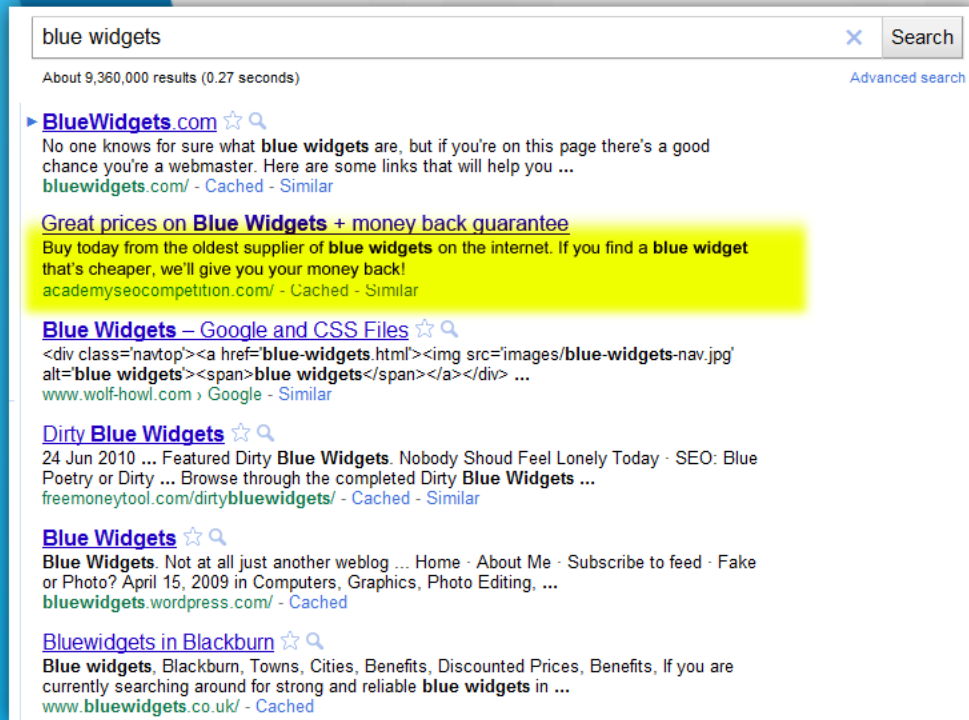 blue widgets
Search
About 9,360,000 results (0.27 seconds)
Advanced search
BlueWidgets.com
No one knows for sure what blue widgets are, but if you're on this page there's a good
chance you're a webmaster. Here are some links that will help you ...
bluewidgets.com/ - Cached - Similar
Great prices on Blue Widgets + money back guarantee
Buy today from the oldest supplier of blue widgets on the internet. If you find a blue widget
that's cheaper, we'll give you your money back!
academyseocompetition.com/ - Cached - Similar
Blue Widgets – Google and CSS Files
<div class='navtop'><a href='blue-widgets.html'><img src='images/blue-widgets-nav.jpg'
alt='blue widgets'><span>blue widgets</span></a></div> ...
www.wolf-howl.com › Google - Similar
Dirty Blue Widgets
24 Jun 2010 ... Featured Dirty Blue Widgets. Nobody Shoud Feel Lonely Today · SEO: Blue
Poetry or Dirty ... Browse through the completed Dirty Blue Widgets ...
freemoneytool.com/dirtybluewidgets/ - Cached - Similar
Blue Widgets
Blue Widgets. Not at all just another weblog ... Home · About Me · Subscribe to feed · Fake
or Photo? April 15, 2009 in Computers, Graphics, Photo Editing, ...
bluewidgets.wordpress.com/ - Cached
Bluewidgets in Blackburn
Blue widgets, Blackburn, Towns, Cities, Benefits, Discounted Prices, Benefits, If you are
currently searching around for strong and reliable blue widgets in ...
www.bluewidgets.co.uk/ - Cached